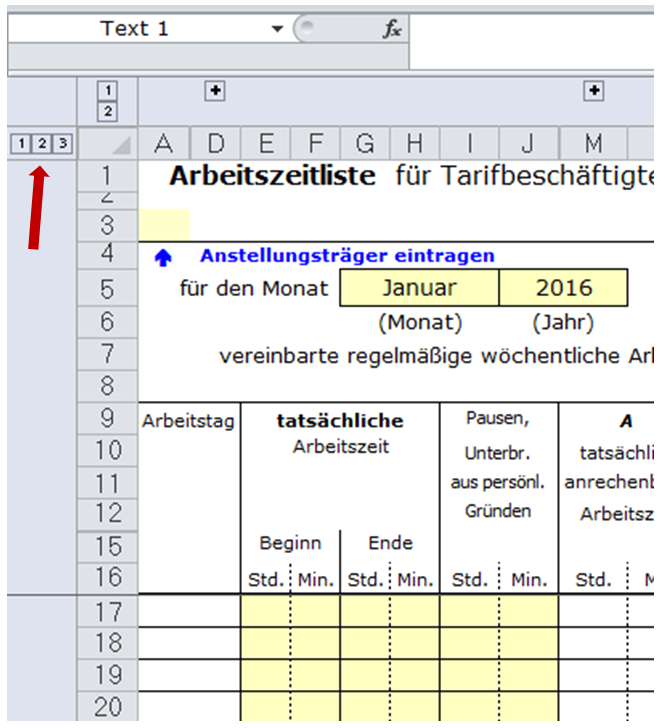 Text 1 fx
1
2
+ +
1 2 3 A D E F G H I J M
1 Arbeitszeitliste für Tarifbeschäftigte
2
3
4 Anstellungsträger eintragen
5 für den Monat Januar 2016
6 (Monat) (Jahr)
7 vereinbarte regelmäßige wöchentliche
8
9 Arbeitstag tatsächliche Pausen, A
10 Arbeitszeit Unterbr. tatsächli
11 aus persönl. anrechenb
12 Gründen Arbeitsz
15 Beginn Ende
16 Std. Min. Std. Min. Std. Min. Std. M
17
18
19
20